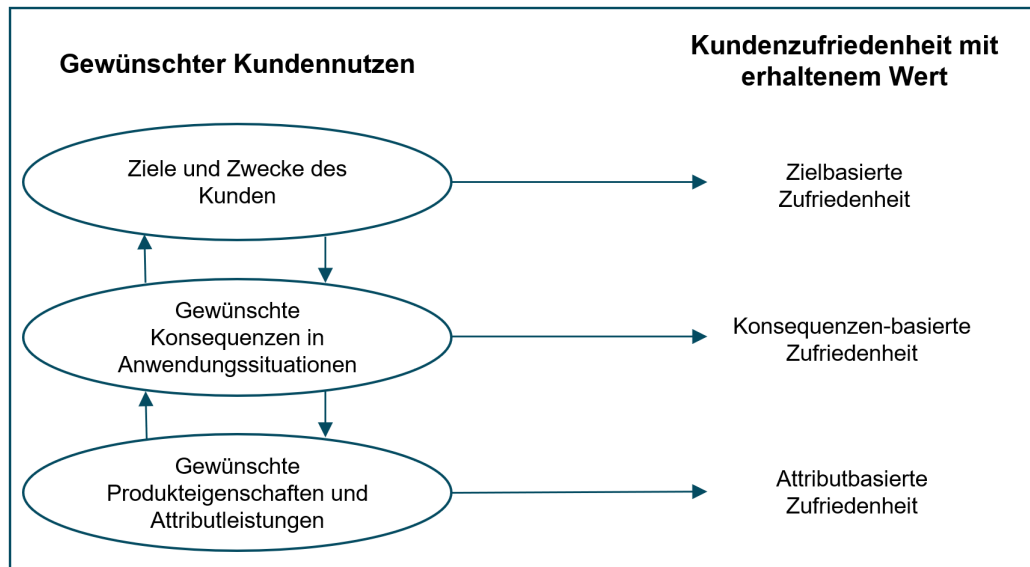 Gewünschter Kundennutzen
Kundenzufriedenheit mit
erhaltenem Wert
Ziele und Zwecke des
Kunden
Zielbasierte
Zufriedenheit
Gewünschte
Konsequenzen in
Anwendungssituationen
Konsequenzen-basierte
Zufriedenheit
Gewünschte
Produkteigenschaften und
Attributleistungen
Attributbasierte
Zufriedenheit